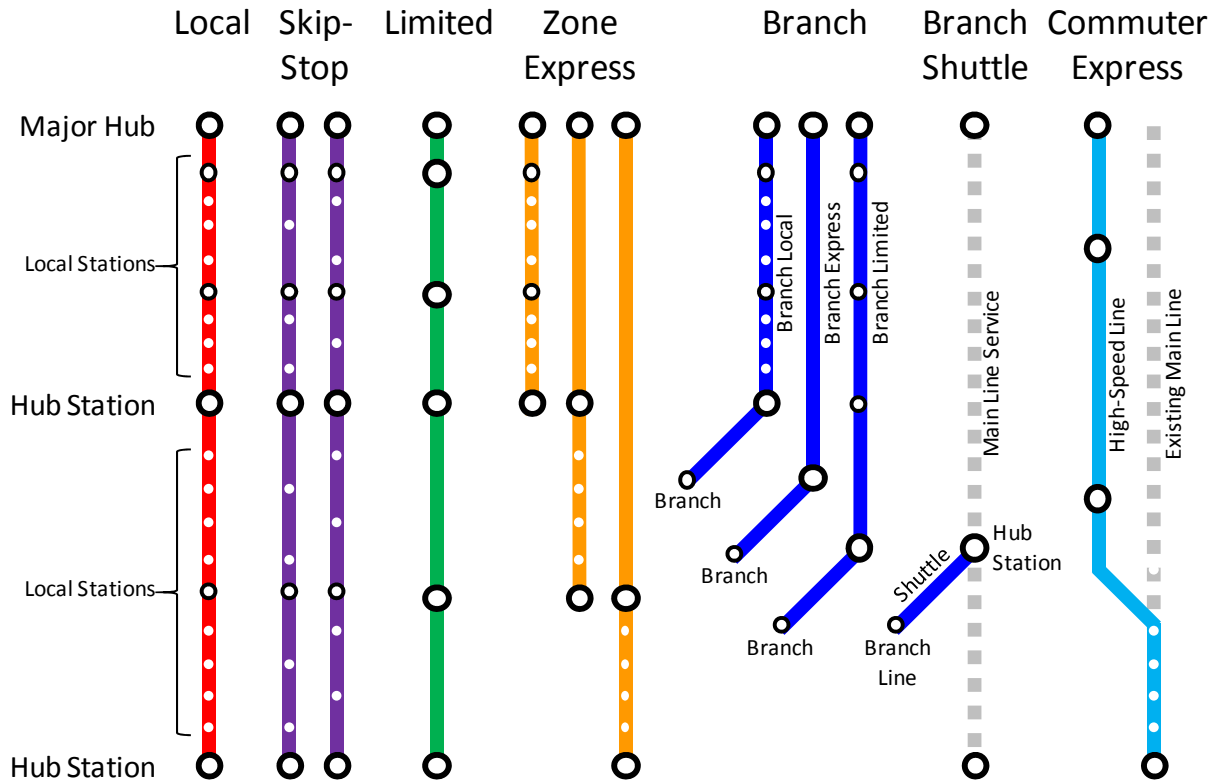 Local
Skip-
Stop
Limited
Zone
Express
Branch
Branch
Shuttle
Commuter
Express
Major Hub
Local Stations
Hub Station
Local Stations
Hub Station
Branch Local
Branch Express
Branch Limited
Branch
Branch
Branch
Main Line Service
Hub
Station
Shuttle
Branch
Line
High-Speed Line
Existing Main Line